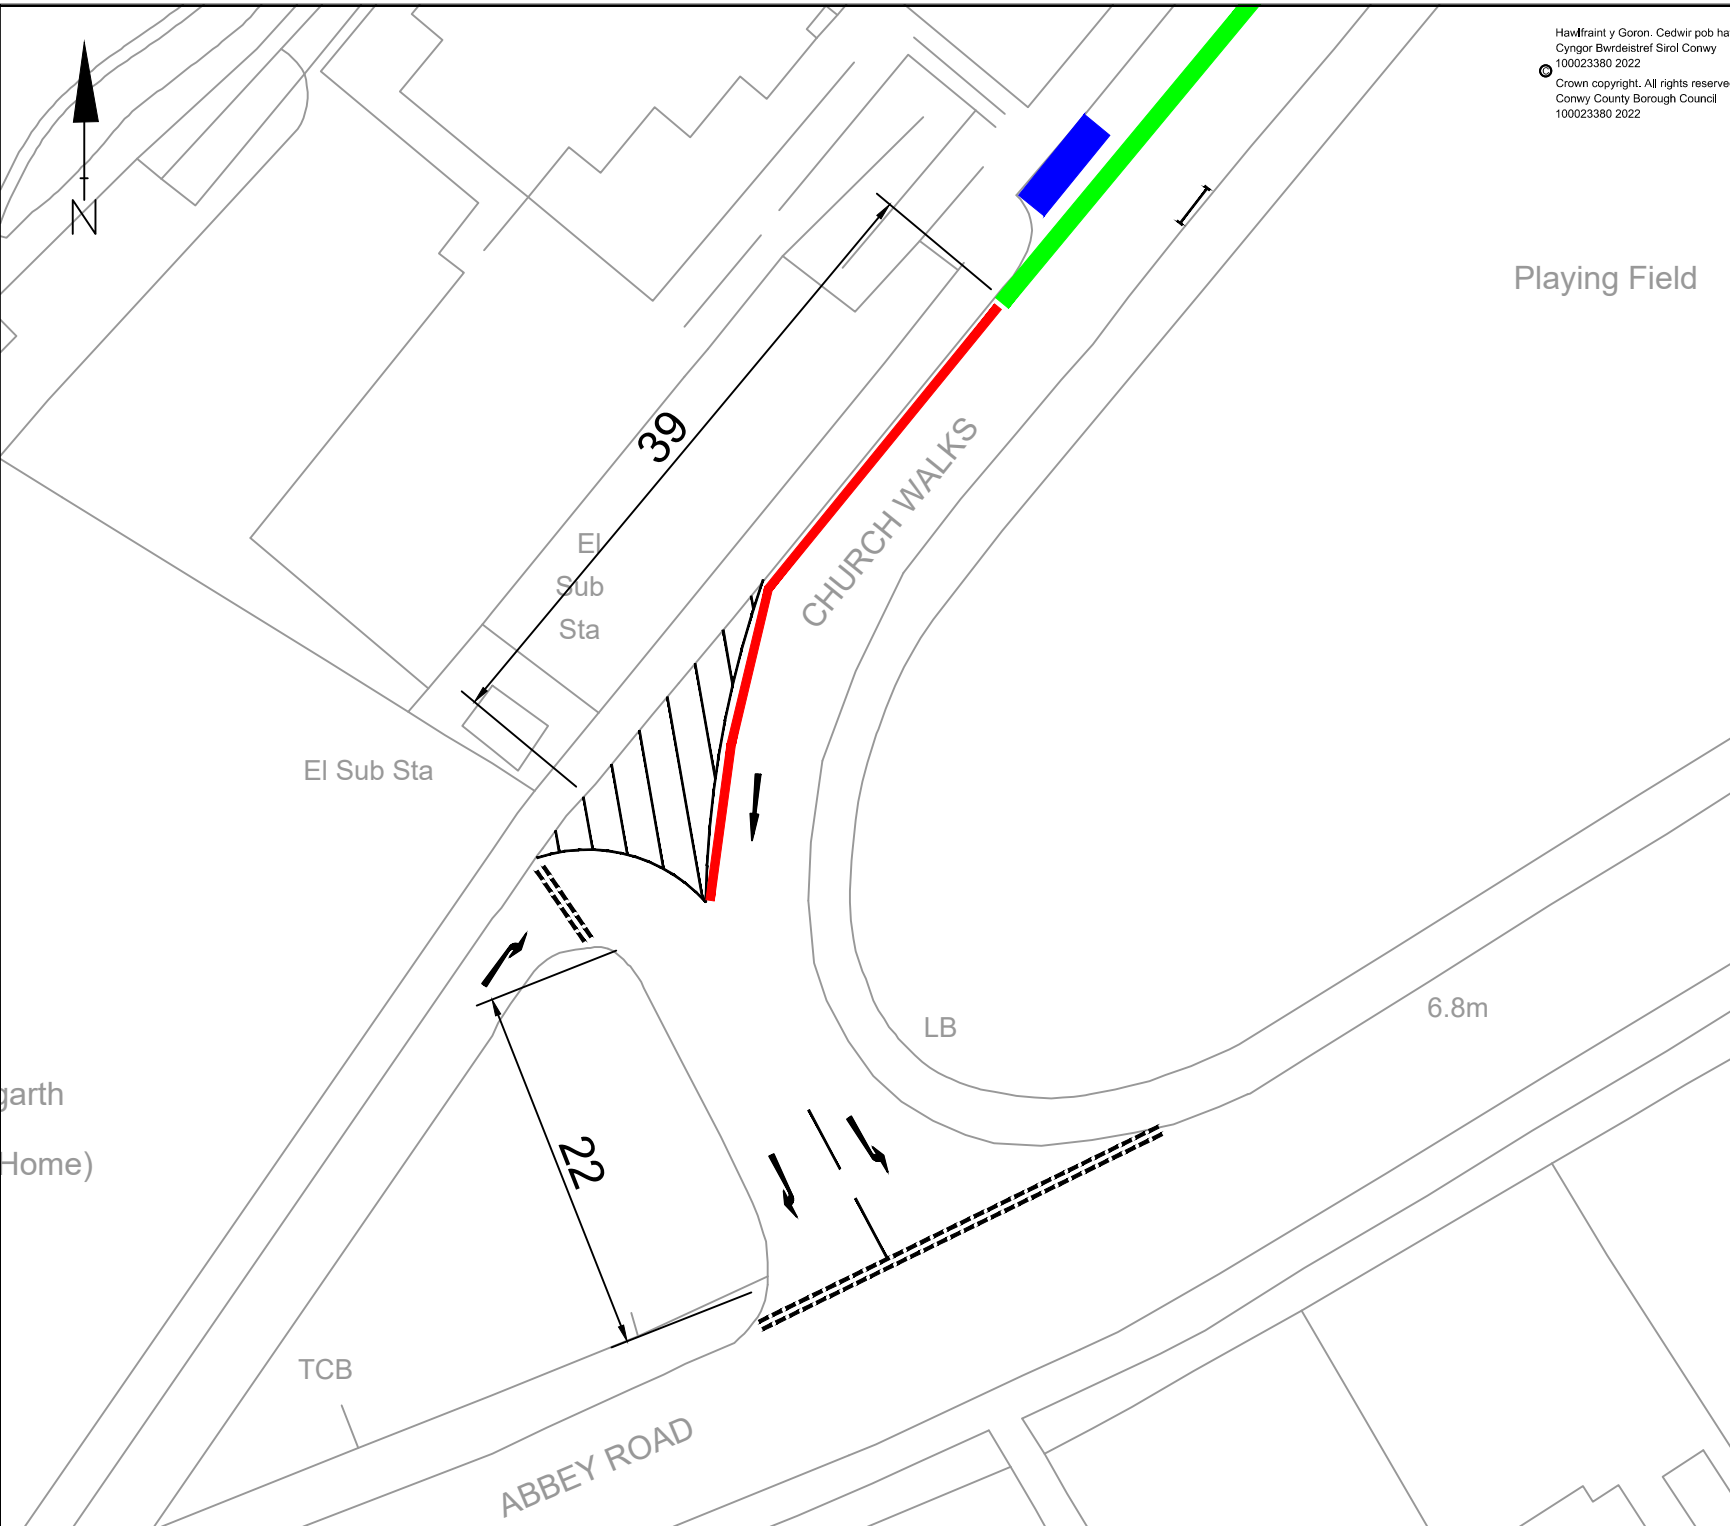 Hawlfraint y Goron. Cedwir pob
Cyngor Bwrdeistref Sirol Conwy
100023380 2022
©
Crown copyright. All rights
Conwy County Borough Council
100023380 2022
N
Playing Field
39
CHURCH WALKS
El
Sub
Sta
El Sub Sta
6.8m
LB
garth
Home)
22
TCB
ABBEY ROAD